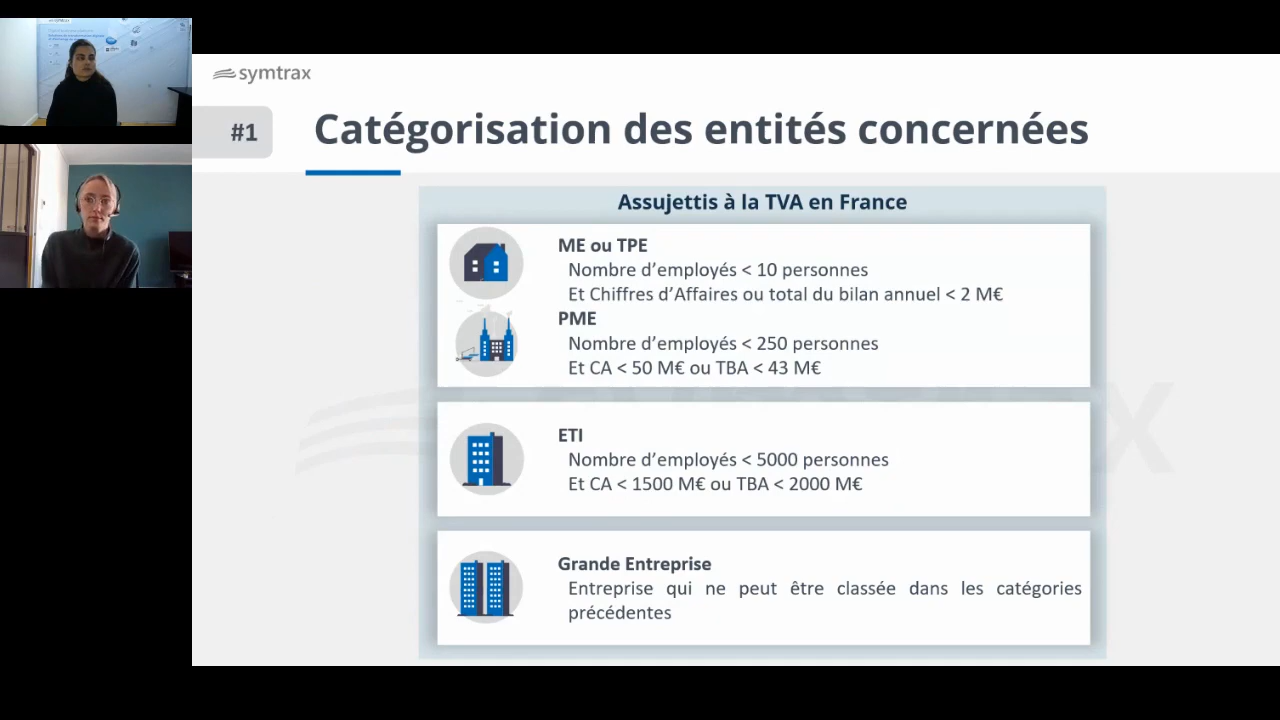 symtrax
#1
Catégorisation des entités concernées
Assujettis à la TVA en France
ME ou TPE
Nombre d’employés < 10 personnes
Et Chiffres d’Affaires ou total du bilan annuel < 2 M€
PME
Nombre d’employés < 250 personnes
Et CA < 50 M€ ou TBA < 43 M€
ETI
Nombre d’employés < 5000 personnes
Et CA < 1500 M€ ou TBA < 2000 M€
Grande Entreprise
Entreprise qui ne peut être classée dans les catégories
précédentes